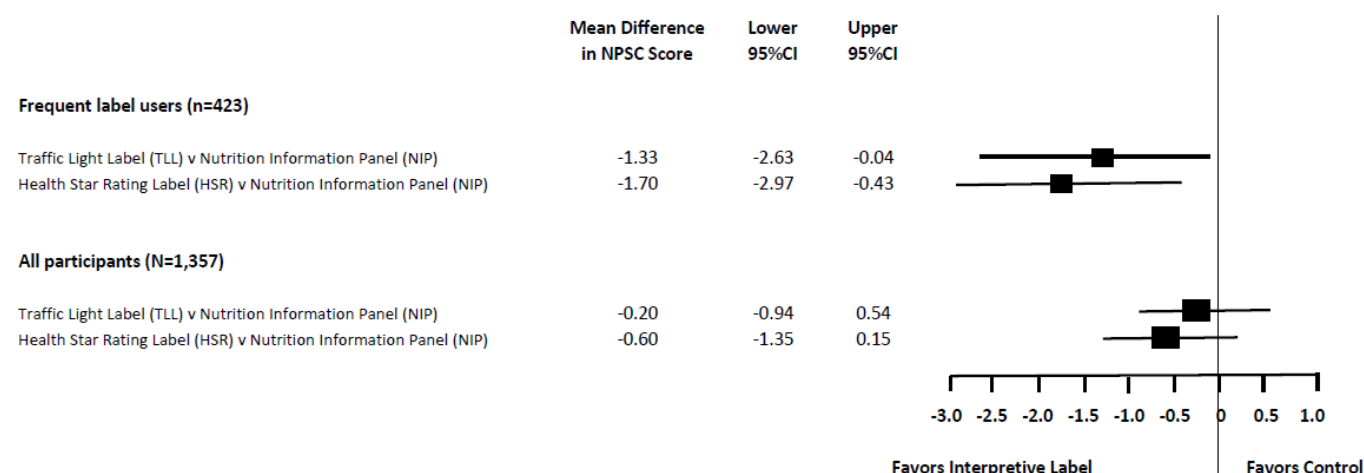 Mean Difference Lower Upper
in NPSC Score 95%CI 95%CI
Frequent label users (n=423)
Traffic Light Label (TLL) v Nutrition Information Panel (NIP) -1.33 -2.63 -0.04
Health Star Rating Label (HSR) v Nutrition Information Panel (NIP) -1.70 -2.97 -0.43
All participants (N=1,357)
Traffic Light Label (TLL) v Nutrition Information Panel (NIP) -0.20 -0.94 0.54
Health Star Rating Label (HSR) v Nutrition Information Panel (NIP) -0.60 -1.35 0.15
-3.0 -2.5 -2.0 -1.5 -1.0 -0.5 0 0.5 1.0
Favors Interpretive Label Favors Control